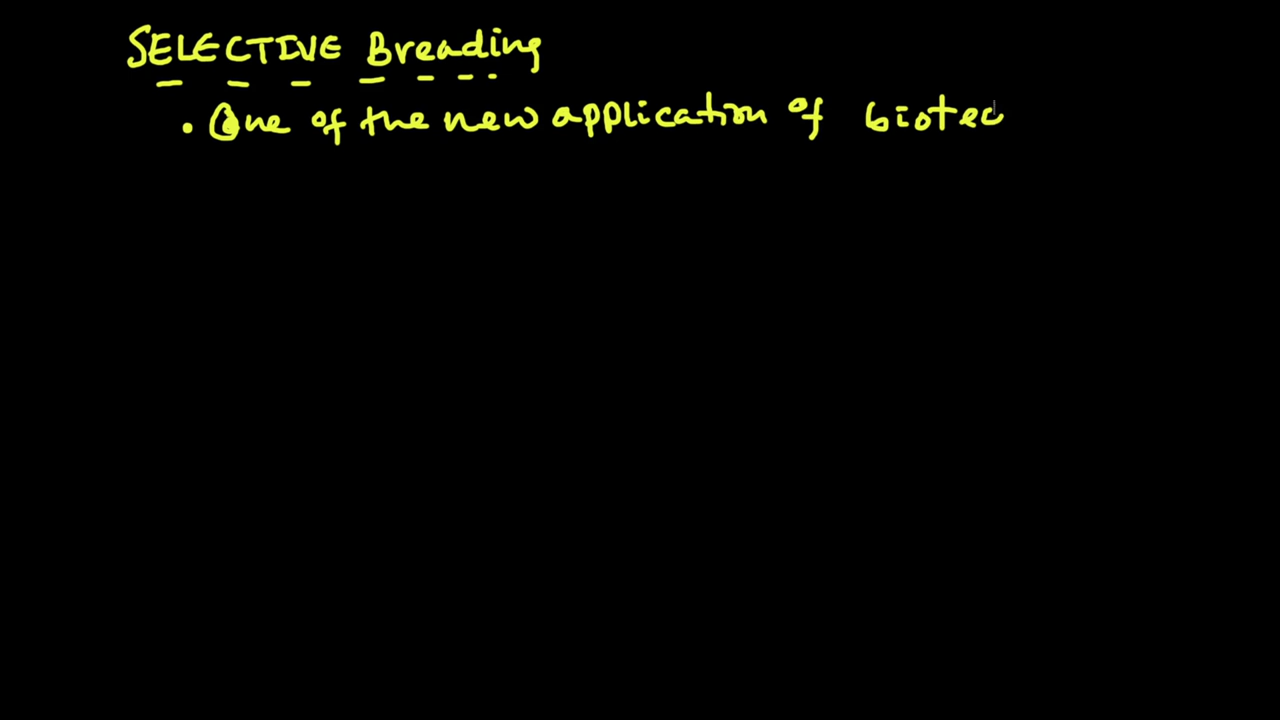 SELECTIVE Breading
. One of the new application of biotec